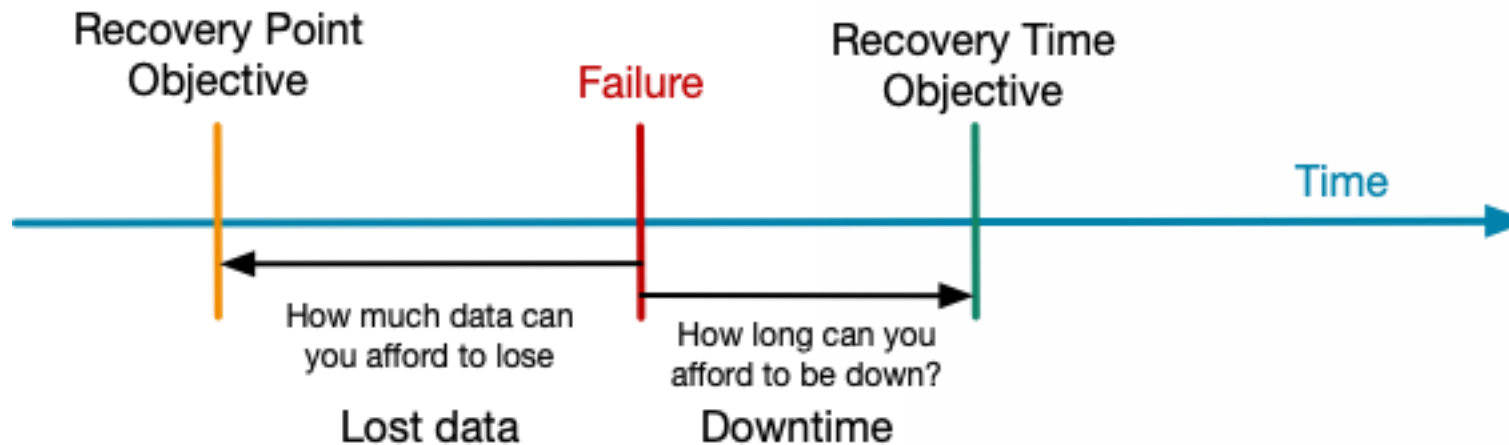 Recovery Point
Objective
Failure
Recovery Time
Objective
Time
How much data can
you afford to lose
How long can you
afford to be down?
Lost data
Downtime